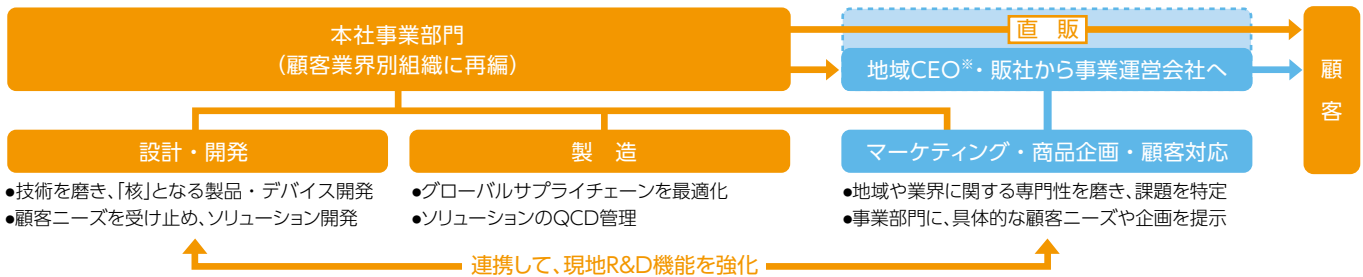 本社事業部門
（顧客業界別組織に再編）
直 販
地域CEO※・販社から事業運営会社へ
顧
客
設計・開発
製 造
マーケティング・商品企画・顧客対応
●技術を磨き、「核」となる製品・デバイス開発
●顧客ニーズを受け止め、ソリューション開発
●グローバルサプライチェーンを最適化
●ソリューションのQCD管理
●地域や業界に関する専門性を磨き、課題を特定
●事業部門に、具体的な顧客ニーズや企画を提示
連携して、現地R&D機能を強化